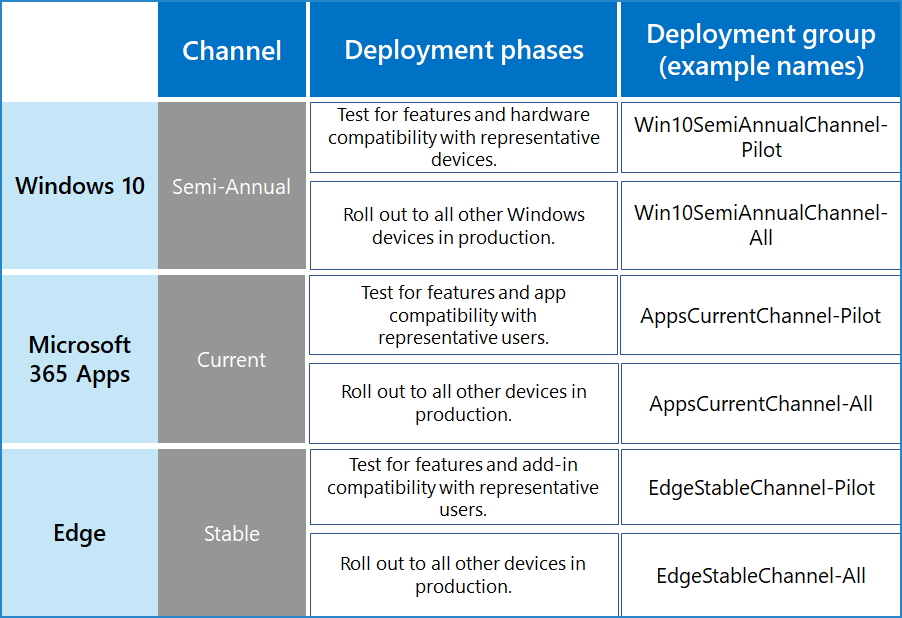 Channel
Deployment phases
Deployment group
(example names)
Windows 10
Semi-Annual
Test for features and hardware
compatibility with representative
devices.
Win10SemiAnnualChannel-
Pilot
Roll out to all other Windows
devices in production.
Win10SemiAnnualChannel-
All
Microsoft
365 Apps
Current
Test for features and app
compatibility with
representative users.
AppsCurrentChannel-Pilot
Roll out to all other devices in
production.
AppsCurrentChannel-All
Edge
Stable
Test for features and add-in
compatibility with representative
users.
EdgeStableChannel-Pilot
Roll out to all other devices in
production.
EdgeStableChannel-All